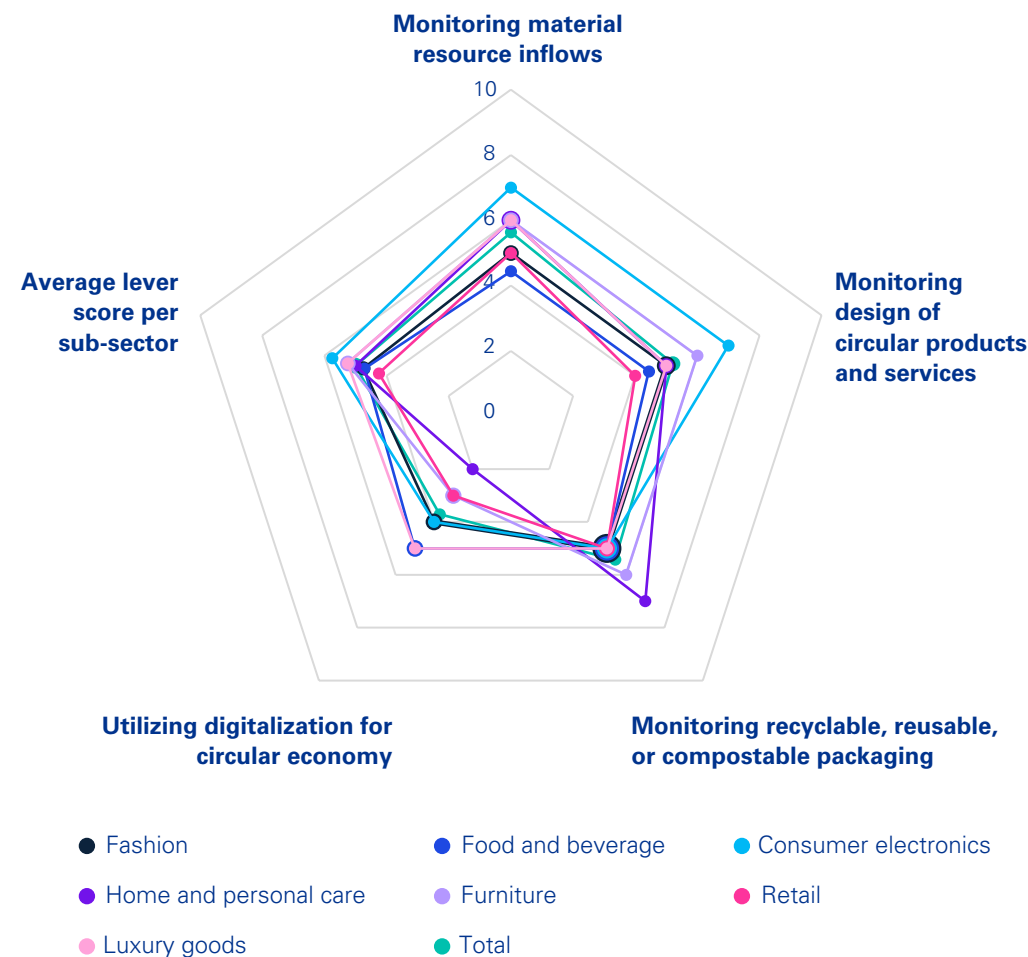 Monitoring material
resource inflows
10
8
6
4
2
0
Average lever
score per
sub-sector
Monitoring
design of
circular products
and services
Utilizing digitalization for
circular economy
Monitoring recyclable, reusable,
or compostable packaging
Fashion
Food and beverage
Consumer electronics
Home and personal care
Furniture
Retail
Luxury goods
Total